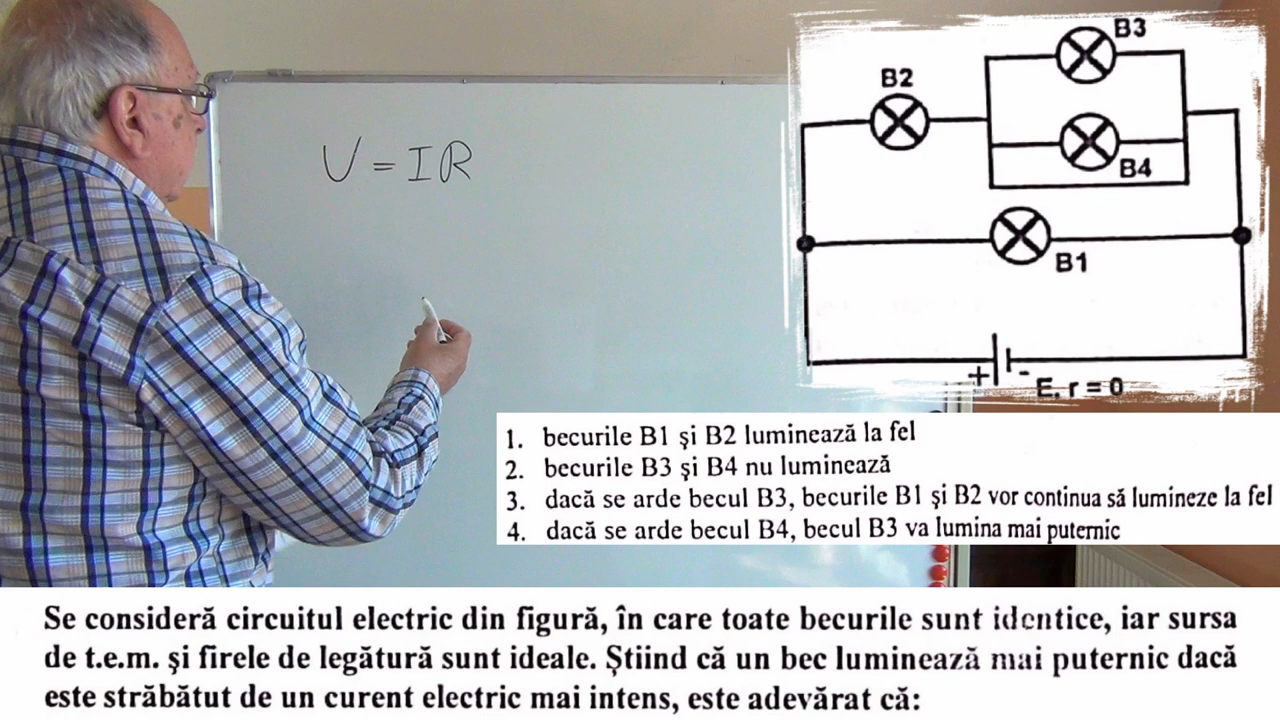 U = IR
B3
B2
B4
B1
+
-
E, r = 0
1. becurile B1 şi B2 luminează la fel
2. becurile B3 şi B4 nu luminează
3. dacă se arde becul B3, becurile B1 şi B2 vor continua să lumineze la fel
4. dacă se arde becul B4, becul B3 va lumina mai puternic
Se consideră circuitul electric din figură, în care toate becurile sunt identice, iar sursa
de t.e.m. şi firele de legătură sunt ideale. Ştiind că un bec luminează mai puternic dacă
este străbătut de un curent electric mai intens, este adevărat că: